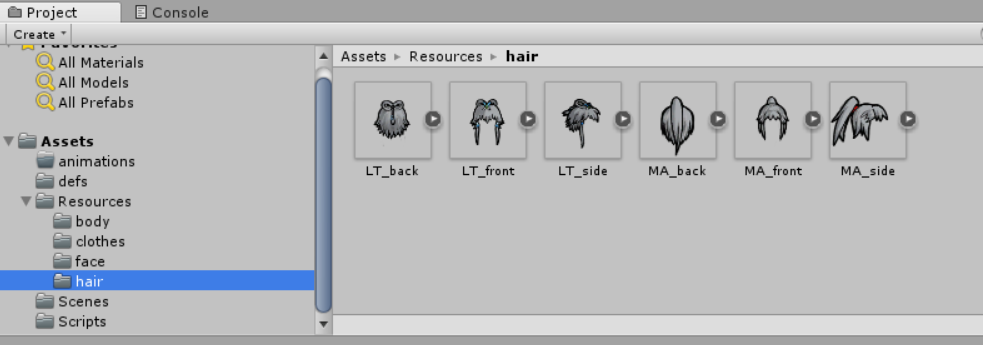 Project
Console
Create
Favorites
All Materials
All Models
All Prefabs
Assets
animations
defs
Resources
body
clothes
face
hair
Scenes
Scripts
Assets ▸ Resources ▸ hair
LT_back
LT_front
LT_side
MA_back
MA_front
MA_side